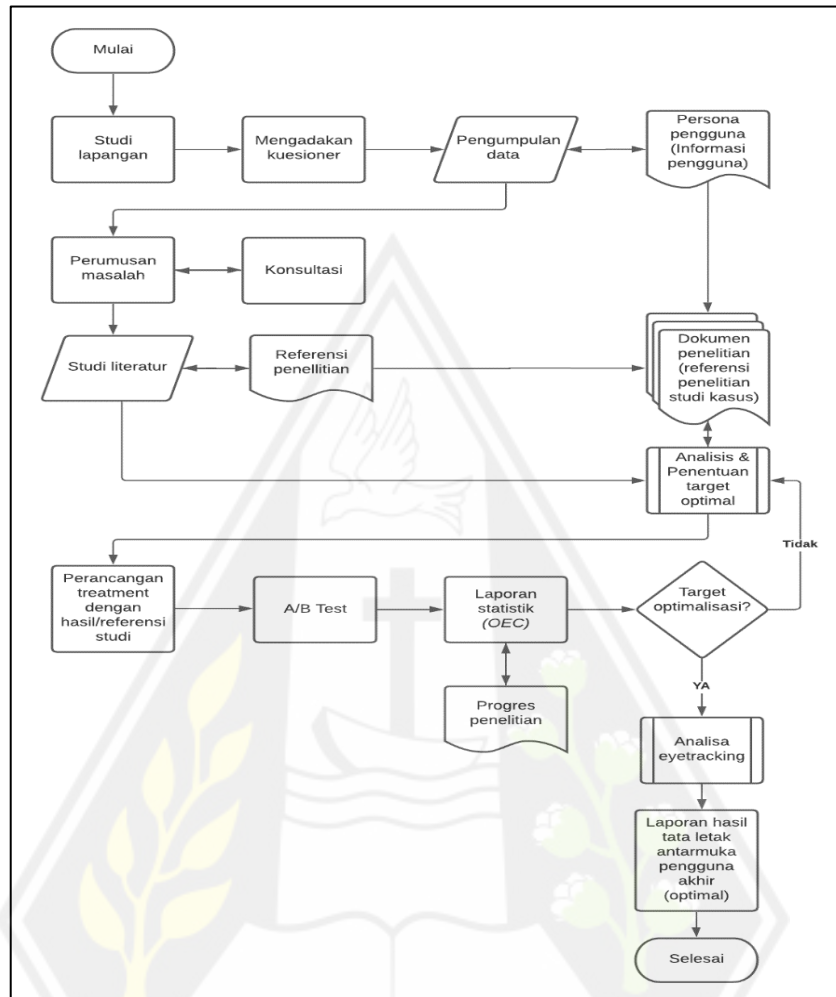 Mulai
Studi
lapangan
Mengadakan
kuesioner
Pengumpulan
data
Persona
pengguna
(Informasi
pengguna)
Perumusan
masalah
Konsultasi
Studi literatur
Referensi
penellitian
Dokumen
penelitian
(referensi
penelitian
studi kasus)
Analisis &
Penentuan
target
optimal
Tidak
Perancangan
treatment
dengan
hasil/referensi
studi
A/B Test
Laporan
statistik
(OEC)
Target
optimalisasi?
YA
Progres
penelitian
Analisa
eyetracking
Laporan hasil
tata letak
antarmuka
pengguna
akhir
(optimal)
Selesai